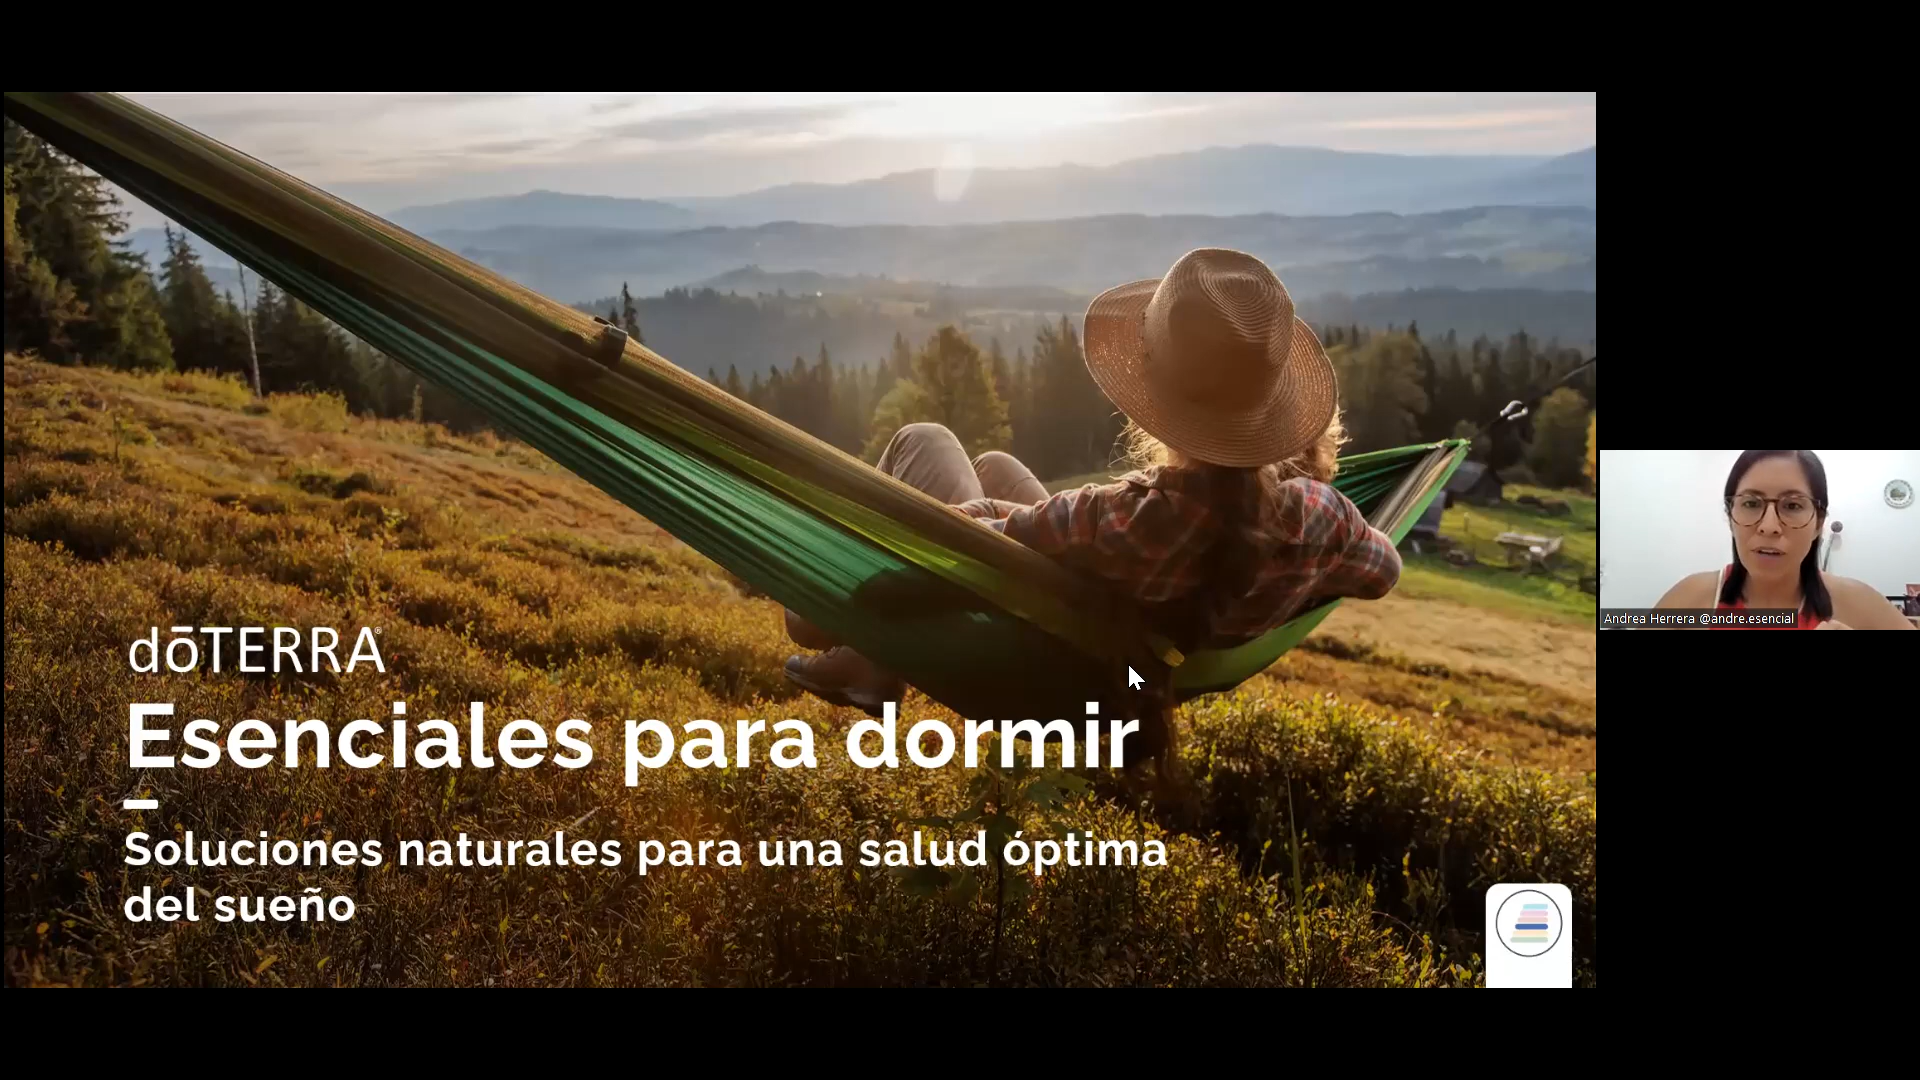 dōTERRA®
Esenciales para dormir
Soluciones naturales para una salud óptima
del sueño
Andrea Herrera @andre.esencial